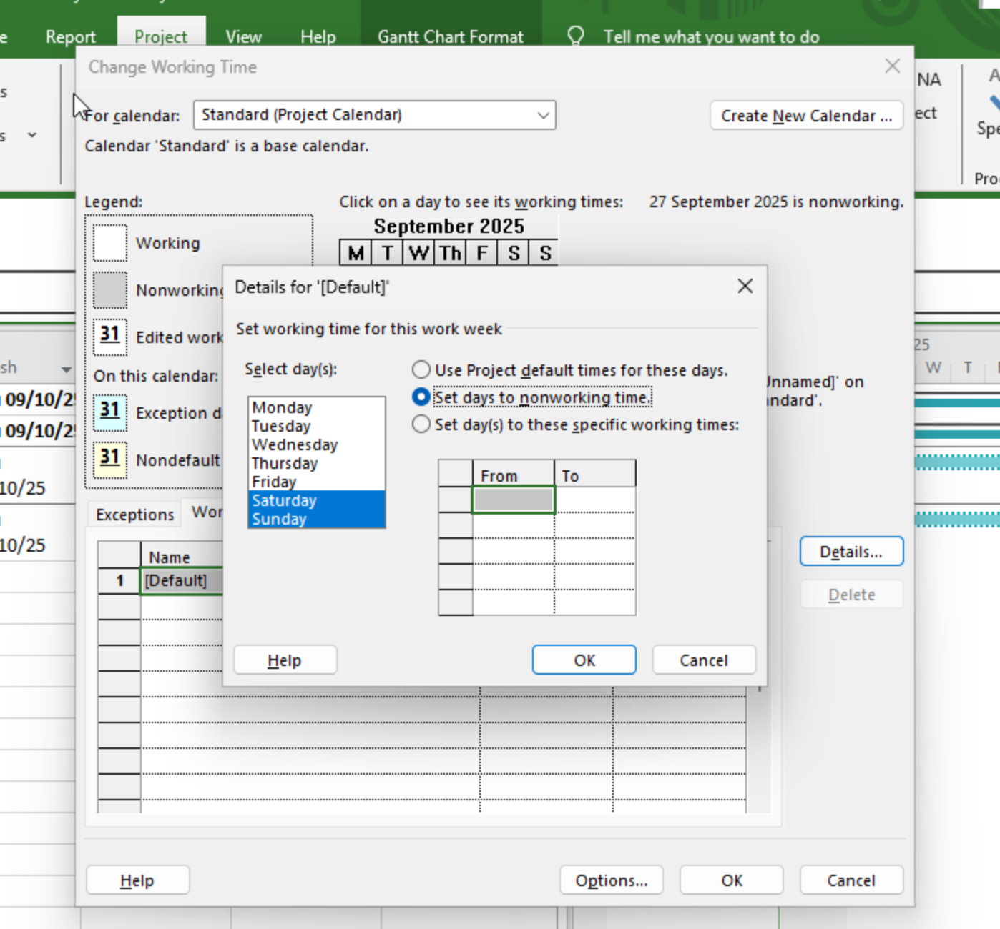 Report Project View Help Gantt Chart Format Tell me what you want to do
Change Working Time
NA
For calendar: Standard (Project Calendar) Create New Calendar ...
ect
Calendar 'Standard' is a base calendar.
Legend: Click on a day to see its working times: 27 September 2025 is nonworking.
September 2025
M T W Th F S S
Working
Nonworking
31 Edited work
On this calendar:
31 Exception d
31 Nondefault
Details for '[Default]'
Set working time for this work week
Select day(s):
Monday
Tuesday
Wednesday
Thursday
Friday
Saturday
Sunday
Use Project default times for these days.
Set days to nonworking time.
Set day(s) to these specific working times:
From To
Help OK Cancel
Unnamed]' on
ndard'.
25
W T
sh
09/10/25
09/10/25
10/25
10/25
Exceptions Wor
Name
1 [Default]
Details...
Delete
Help Options... OK Cancel